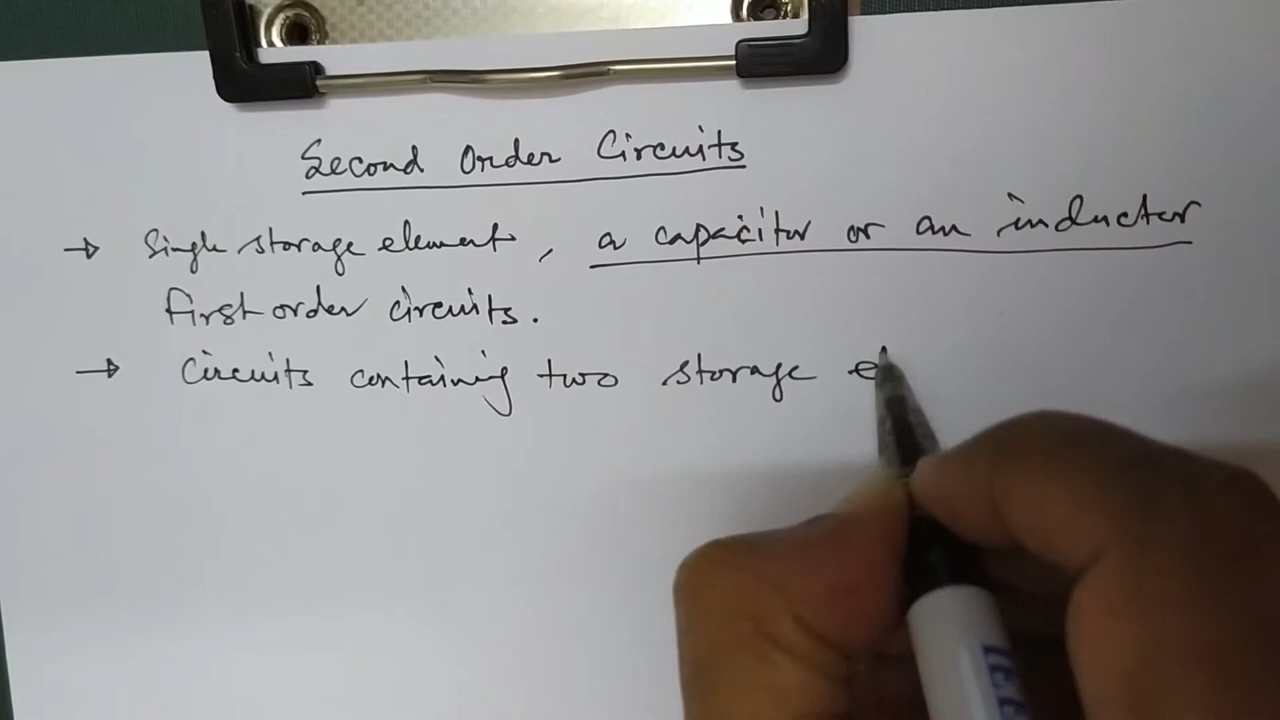 Second Order Circuits
→ Single storage element, a capacitor or an inductor
first order circuits.
→ Circuits containing two storage e